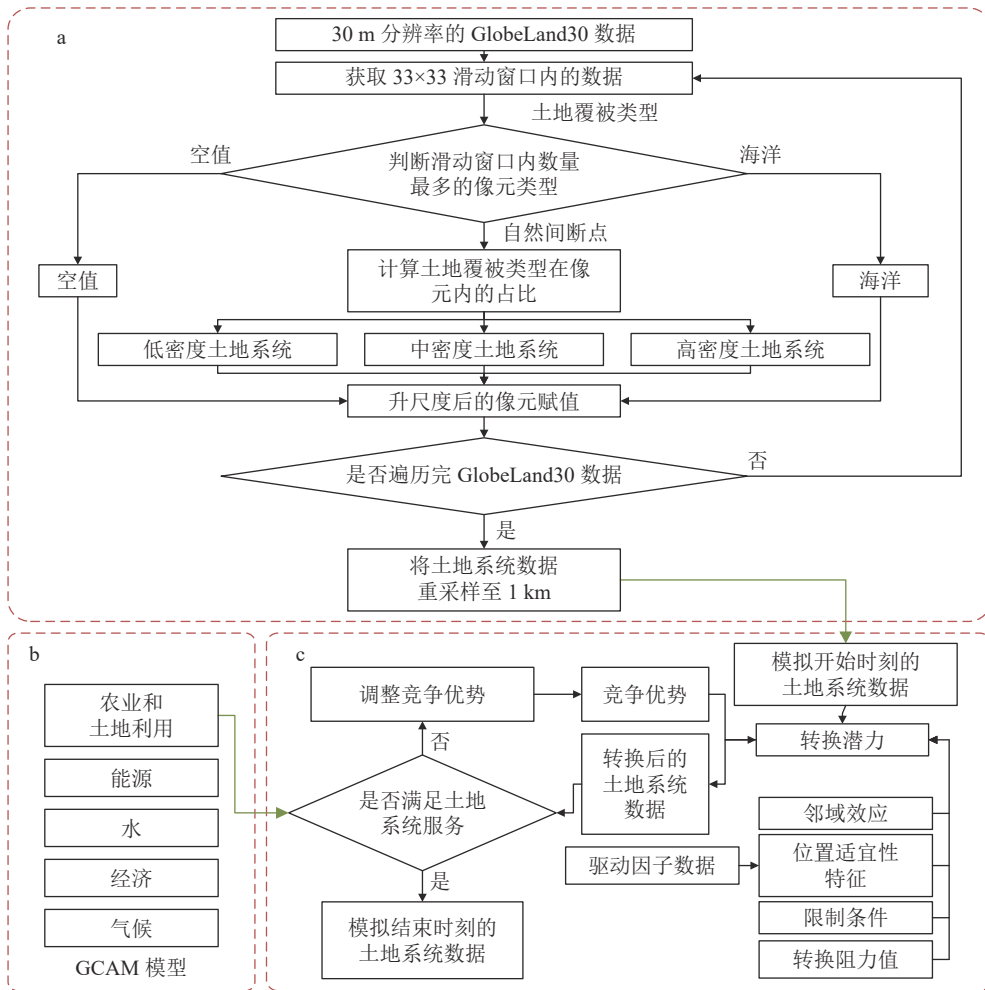 a
30 m 分辨率的 GlobeLand30 数据
获取 33×33 滑动窗口内的数据
土地覆被类型
空值
判断滑动窗口内数量
最多的像元类型
海洋
自然间断点
空值
计算土地覆被类型在像
元内的占比
海洋
低密度土地系统
中密度土地系统
高密度土地系统
升尺度后的像元赋值
是否遍历完 GlobeLand30 数据
否
是
将土地系统数据
重采样至 1 km
b
农业和
土地利用
能源
水
经济
气候
GCAM 模型
c
调整竞争优势
竞争优势
模拟开始时刻的
土地系统数据
转换潜力
否
转换后的
土地系统
数据
是否满足土地
系统服务
是
模拟结束时刻的
土地系统数据
驱动因子数据
邻域效应
位置适宜性
特征
限制条件
转换阻力值